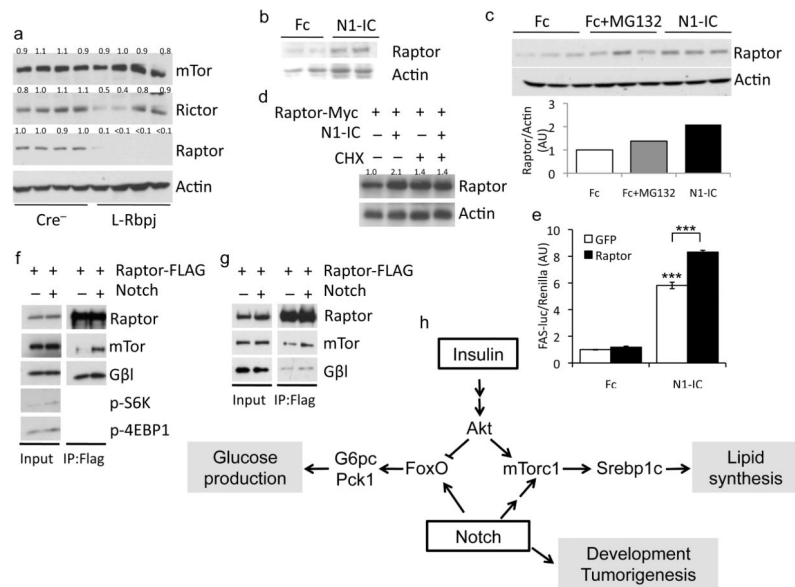 a
0.9 1.1 1.1 0.9 0.9 1.0 0.9 0.8
mTor
0.8 1.0 1.1 1.1 0.5 0.4 0.8 0.9
Rictor
1.0 1.0 0.9 1.0 0.1 <0.1 <0.1 <0.1
Raptor
Actin
Cre– L-Rbpj
b
Fc N1-IC
Raptor
Actin
c
Fc Fc+MG132 N1-IC
Raptor
Actin
Raptor/Actin
(AU)
3
2
1
0
Fc Fc+MG132 N1-IC
d
Raptor-Myc + + + +
N1-IC – + – +
CHX – – + +
1.0 2.1 1.4 1.4
Raptor
Actin
e
FAS-luc/Renilla (AU)
10
8
6
4
2
0
GFP
Raptor
***
***
Fc N1-IC
f
+ + + + Raptor-FLAG
– + – + Notch
Raptor
mTor
Gβl
p-S6K
p-4EBP1
Input IP:Flag
g
+ + + + Raptor-FLAG
– + – + Notch
Raptor
mTor
Gβl
Input IP:Flag
h
Insulin
Akt
Glucose
production
G6pc
Pck1
FoxO
mTorc1
Srebp1c
Lipid
synthesis
Notch
Development
Tumorigenesis